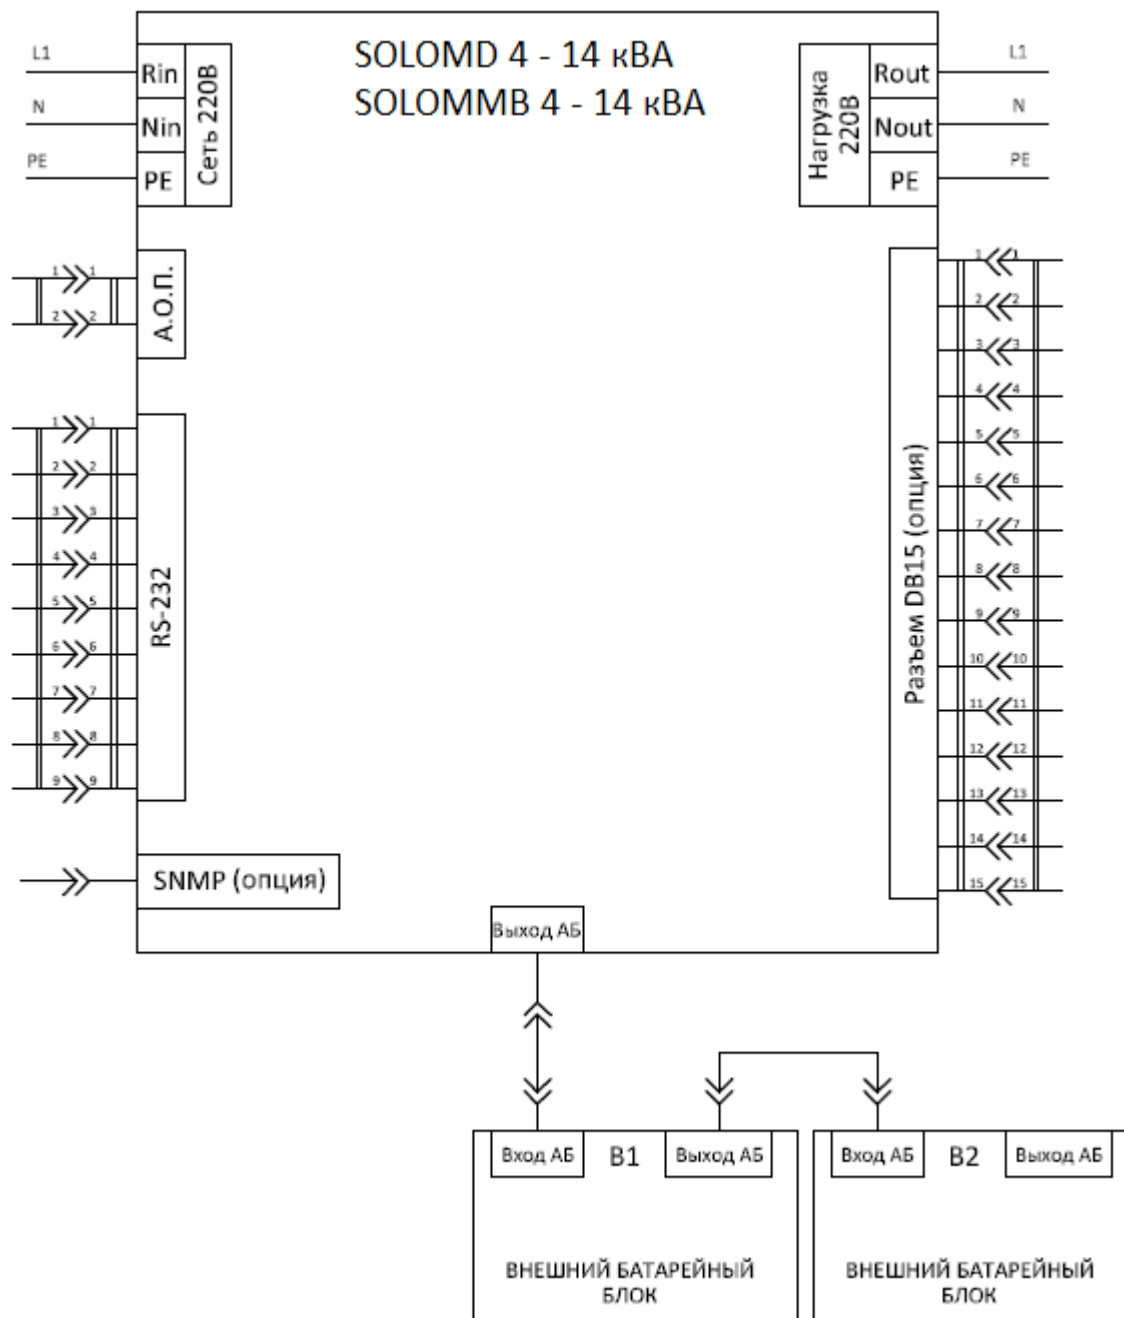 SOLOMD 4 - 14 кВА
SOLOMMB 4 - 14 кВА
L1
N
PE
Rin
Nin
PE
Сеть 220В
Нагрузка
220В
Rout
Nout
PE
L1
N
PE
А.О.П.
1 1
2 2
RS-232
1 1
2 2
3 3
4 4
5 5
6 6
7 7
8 8
9 9
SNMP (опция)
Разъем DB15 (опция)
1 1
2 2
3 3
4 4
5 5
6 6
7 7
8 8
9 9
10 10
11 11
12 12
13 13
14 14
15 15
Выход АБ
Вход АБ
B1
Выход АБ
ВНЕШНИЙ БАТАРЕЙНЫЙ
БЛОК
Вход АБ
B2
Выход АБ
ВНЕШНИЙ БАТАРЕЙНЫЙ
БЛОК